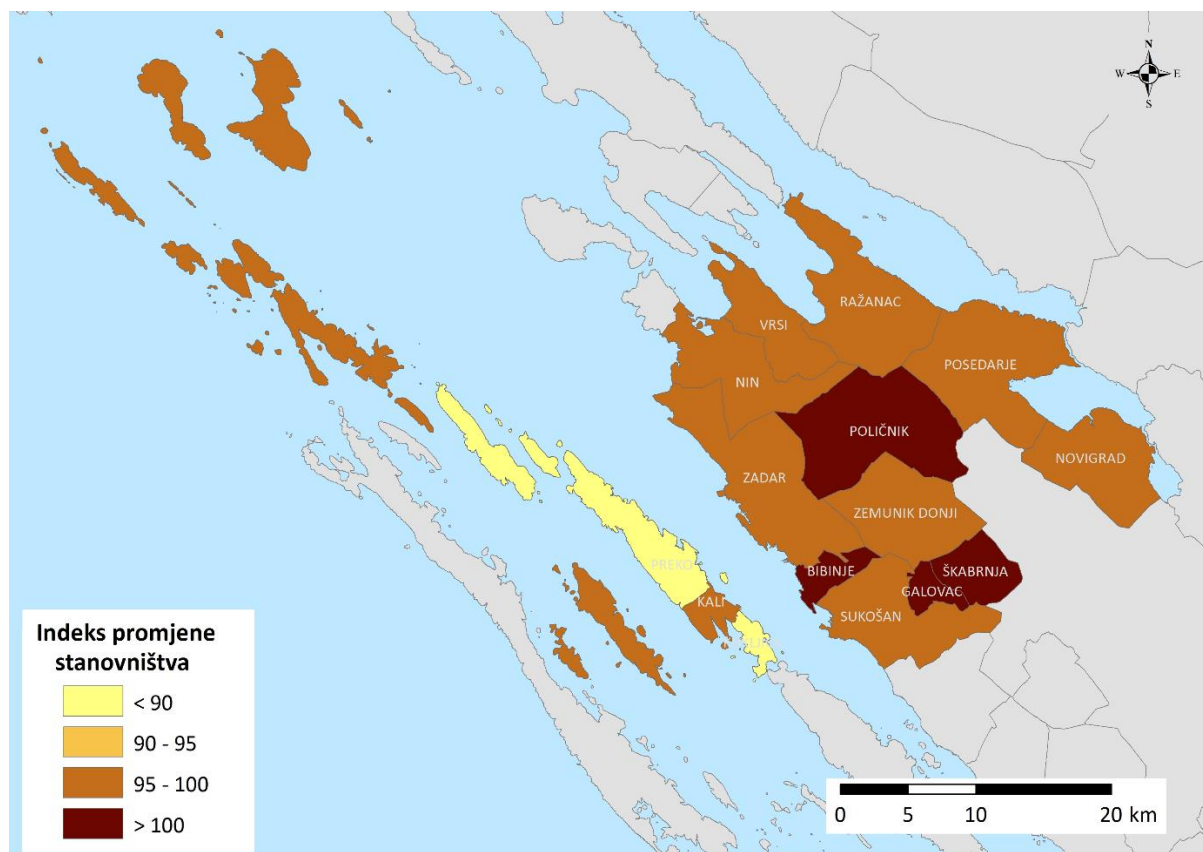 N
W E
S
RAŽANAC
VRSI
POSEDARJE
NIN
POLIČNIK
NOVIGRAD
ZADAR
ZEMUNIK DONJI
PREKO
BIBINJE
ŠKABRNJA
KALI
GALOVAC
SUKOŠAN
Indeks promjene
stanovništva
< 90
90 - 95
95 - 100
> 100
0 5 10 20 km